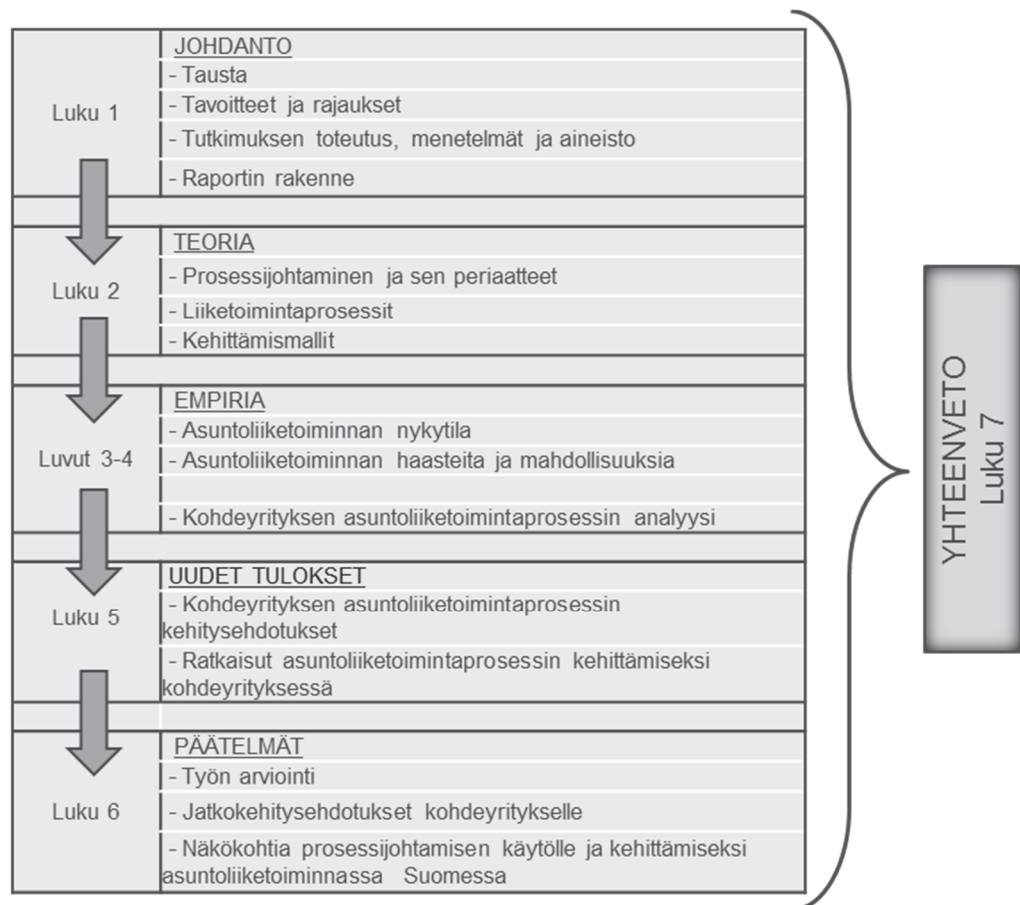 Luku 1
JOHDANTO
- Tausta
- Tavoitteet ja rajaukset
- Tutkimuksen toteutus, menetelmät ja aineisto
- Raportin rakenne
Luku 2
TEORIA
- Prosessijohtaminen ja sen periaatteet
- Liiketoimintaprosessit
- Kehittämismallit
Luvut 3-4
EMPIRIA
- Asuntoliiketoiminnan nykytila
- Asuntoliiketoiminnan haasteita ja mahdollisuuksia
- Kohdeyrityksen asuntoliiketoimintaprosessin analyysi
Luku 5
UUDET TULOKSET
- Kohdeyrityksen asuntoliiketoimintaprosessin
kehitysehdotukset
- Ratkaisut asuntoliiketoimintaprosessin kehittämiseksi
kohdeyrityksessä
Luku 6
PÄÄTELMÄT
- Työn arviointi
- Jatkokehitysehdotukset kohdeyritykselle
- Näkökohtia prosessijohtamisen käytölle ja kehittämiseksi
asuntoliiketoiminnassa Suomessa
YHTEENVETO
Luku 7